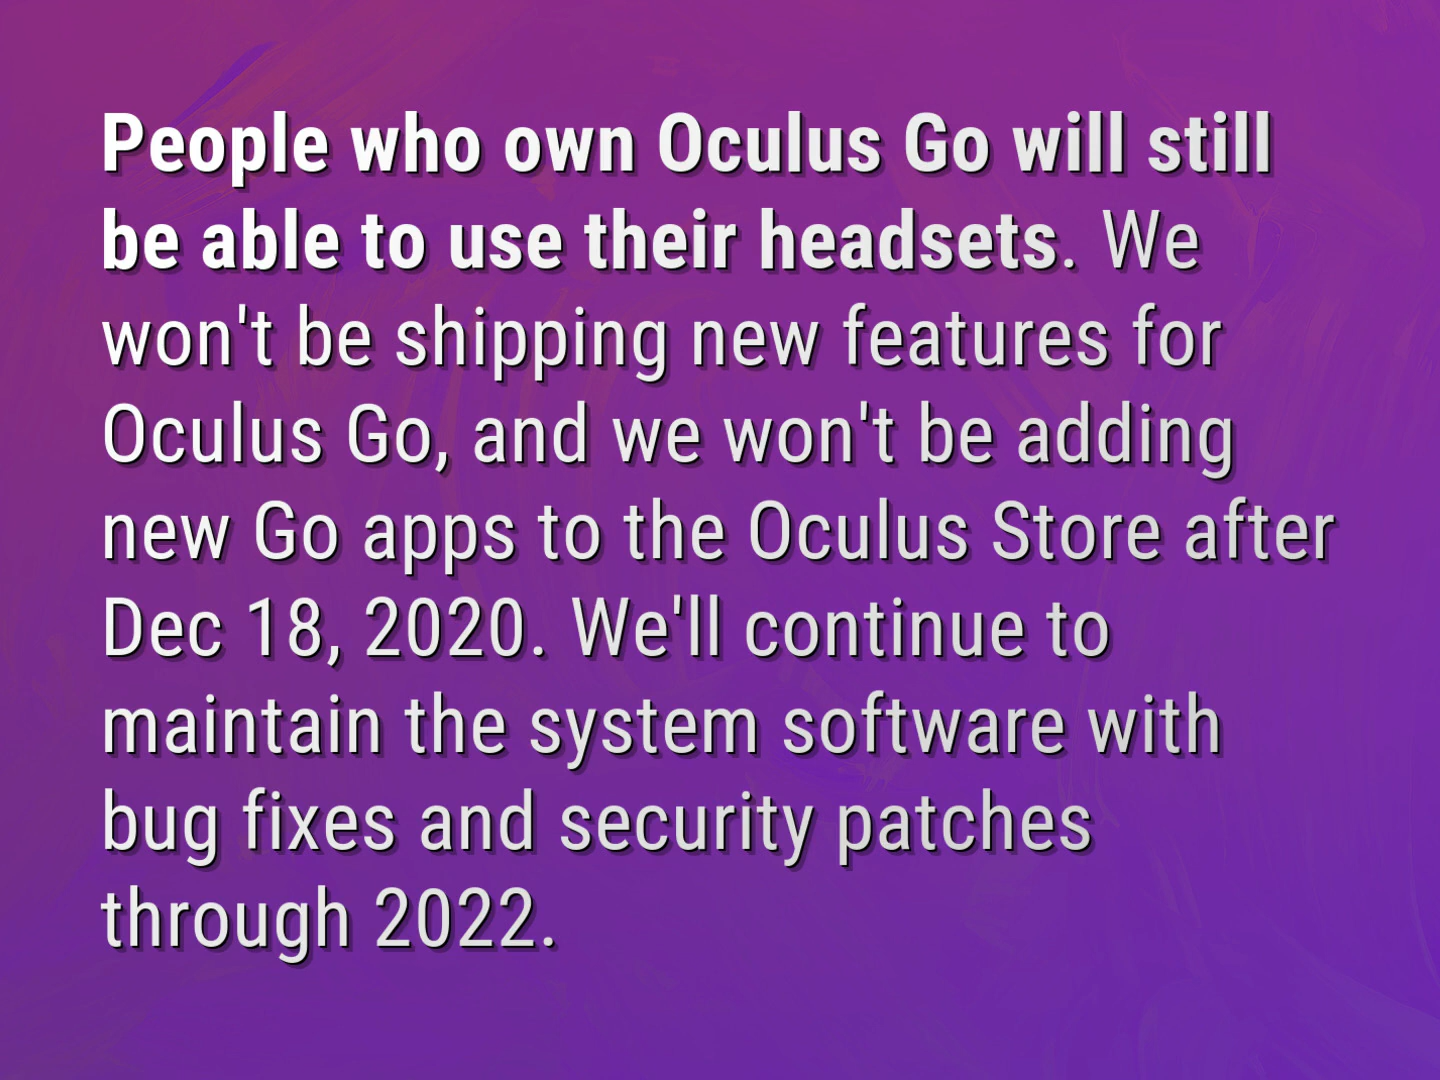 People who own Oculus Go will still
be able to use their headsets. We
won't be shipping new features for
Oculus Go, and we won't be adding
new Go apps to the Oculus Store after
Dec 18, 2020. We'll continue to
maintain the system software with
bug fixes and security patches
through 2022.